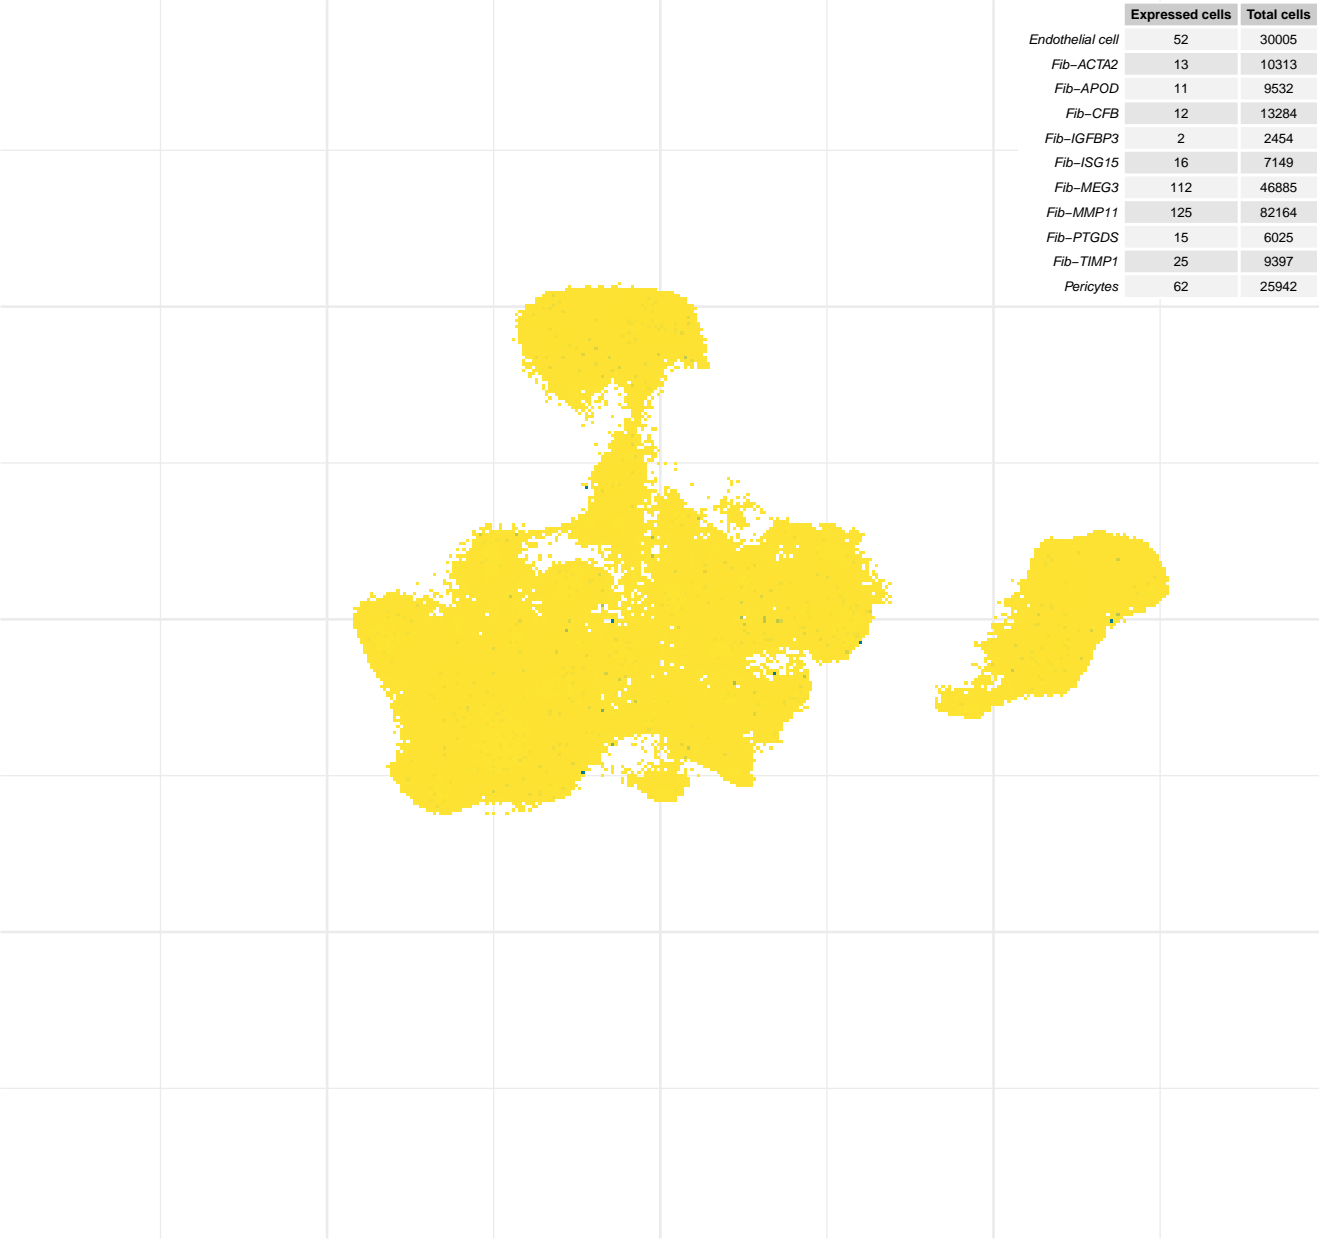 Expressed cells Total cells
Endothelial cell 52 30005
Fib−ACTA2 13 10313
Fib−APOD 11 9532
Fib−CFB 12 13284
Fib−IGFBP3 2 2454
Fib−ISG15 16 7149
Fib−MEG3 112 46885
Fib−MMP11 125 82164
Fib−PTGDS 15 6025
Fib−TIMP1 25 9397
Pericytes 62 25942